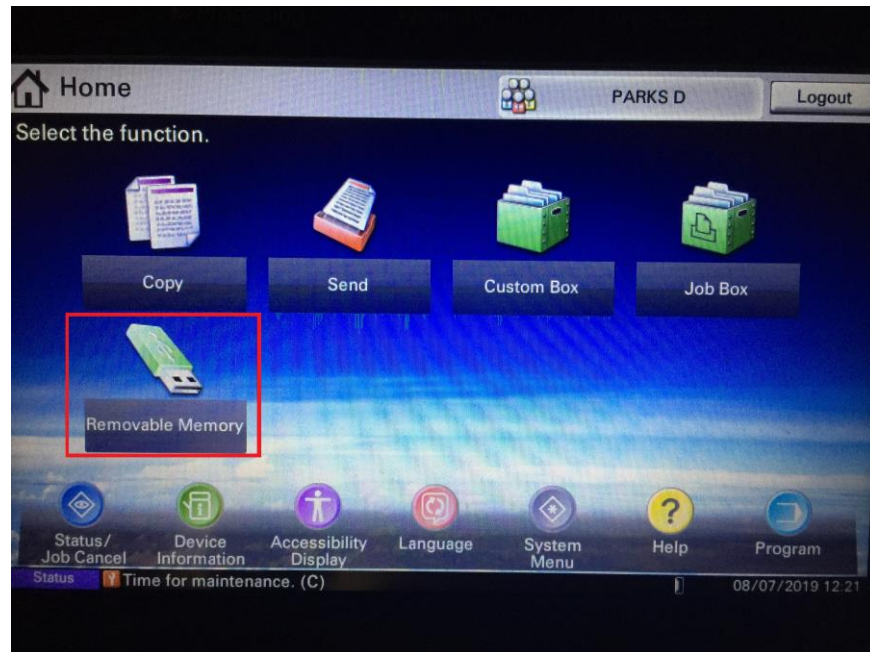 Home
PARKS D
Logout
Select the function.
Copy
Send
Custom Box
Job Box
Removable Memory
Status/
Job Cancel
Device
Information
Accessibility
Display
Language
System
Menu
Help
Program
Status
Time for maintenance. (C)
08/07/2019 12:21